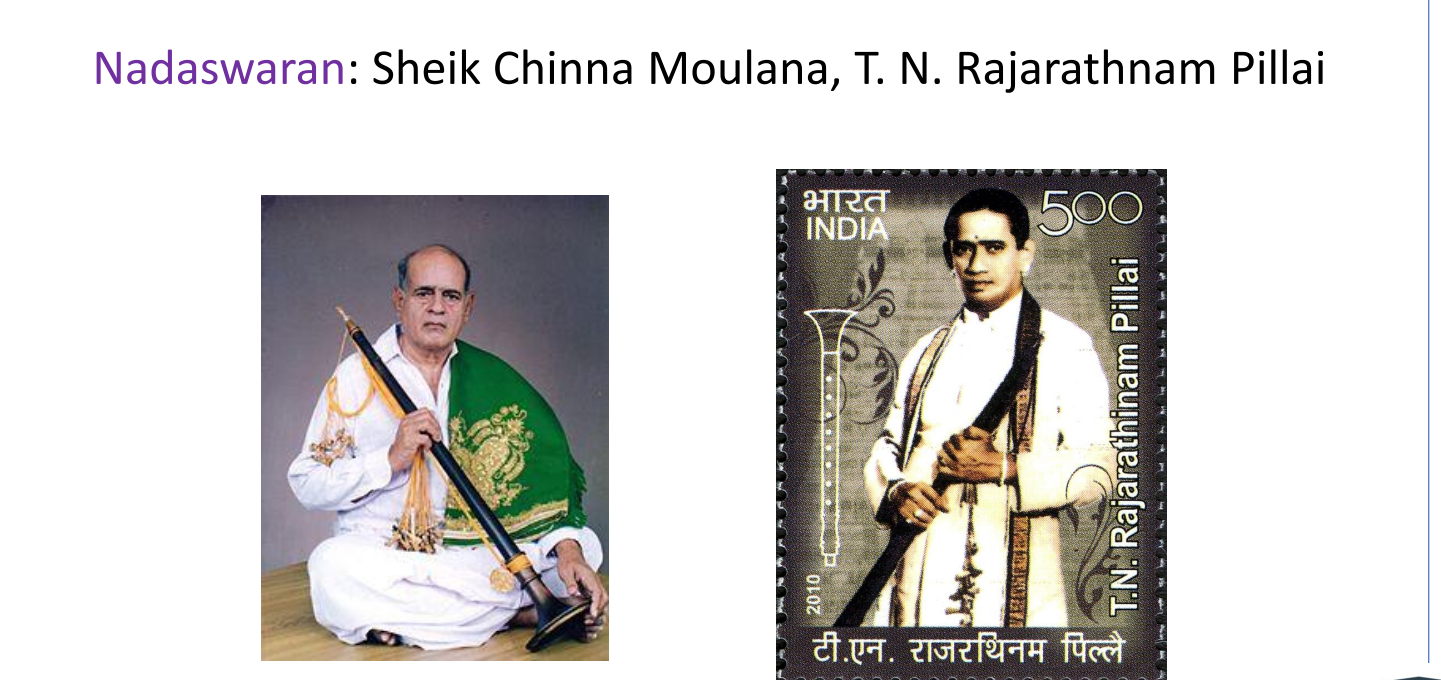 Nadaswaran: Sheik Chinna Moulana, T. N. Rajarathnam Pillai
भारत
INDIA
500
T.N. Rajarathinam Pillai
2010
टी.एन. राजरथिनम पिल्लै